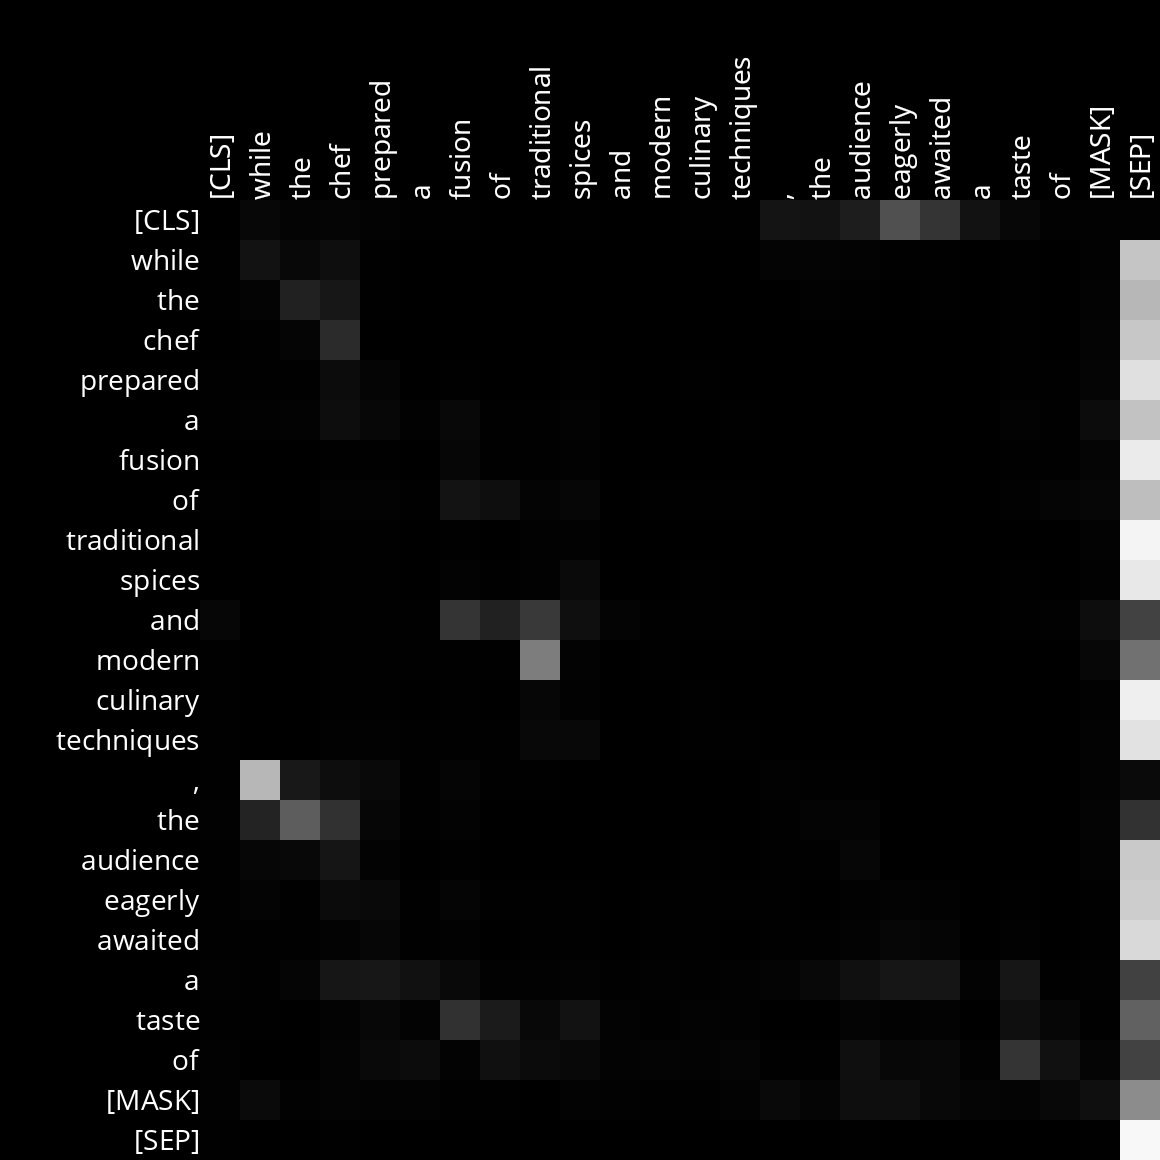 [CLS] while the chef prepared a fusion of traditional spices and modern culinary techniques , the audience eagerly awaited a taste of [MASK] [SEP]
[CLS]
while
the
chef
prepared
a
fusion
of
traditional
spices
and
modern
culinary
techniques
,
the
audience
eagerly
awaited
a
taste
of
[MASK]
[SEP]